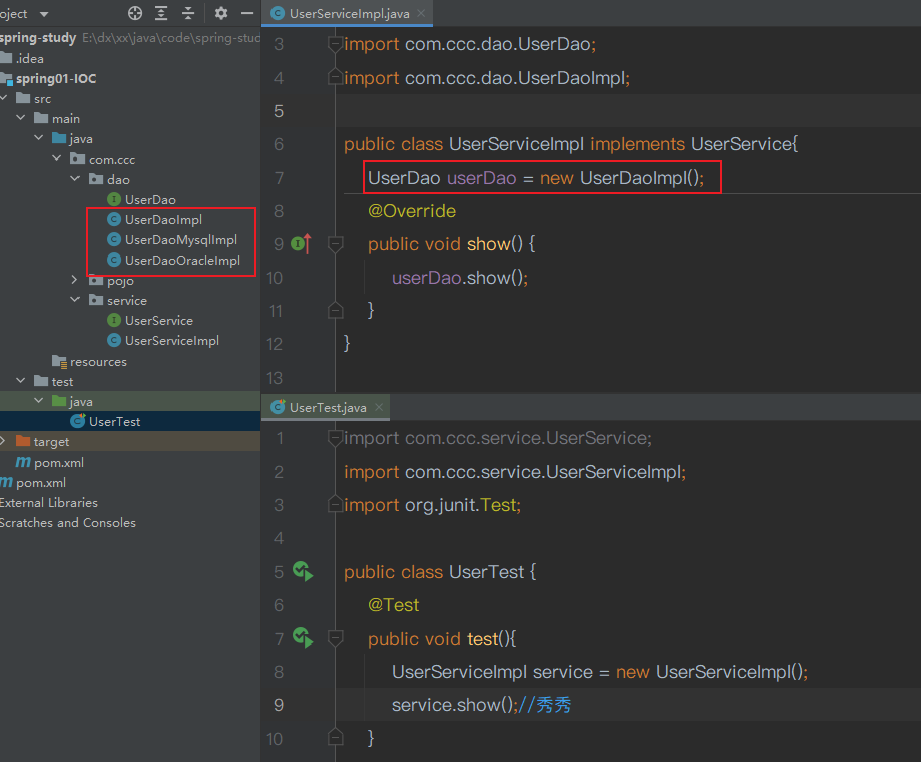 oject
spring-study E:\dx\xx\java\code\spring-stud
.idea
spring01-IOC
src
main
java
com.ccc
dao
UserDao
UserDaoImpl
UserDaoMysqlImpl
UserDaoOracleImpl
pojo
service
UserService
UserServiceImpl
resources
test
java
UserTest
target
pom.xml
pom.xml
External Libraries
Scratches and Consoles
UserServiceImpl.java
3 import com.ccc.dao.UserDao;
4 import com.ccc.dao.UserDaoImpl;
5
6 public class UserServiceImpl implements UserService{
7 UserDao userDao = new UserDaoImpl();
8 @Override
9 public void show() {
10 userDao.show();
11 }
12 }
13
UserTest.java
1 import com.ccc.service.UserService;
2 import com.ccc.service.UserServiceImpl;
3 import org.junit.Test;
4
5 public class UserTest {
6 @Test
7 public void test(){
8 UserServiceImpl service = new UserServiceImpl();
9 service.show();//秀秀
10 }